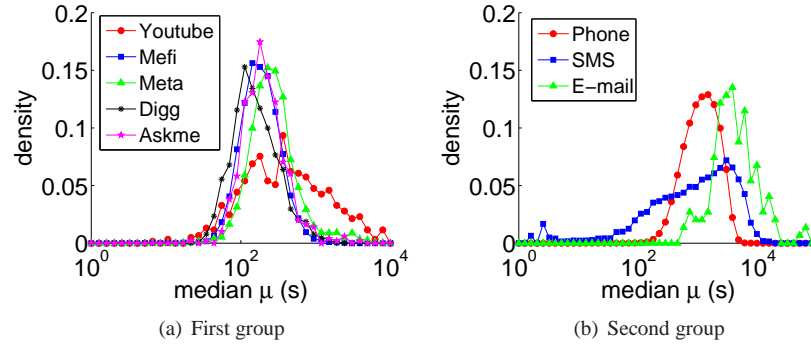 0.2
0.15
0.1
0.05
0
density
Youtube
Mefi
Meta
Digg
Askme
10^0
10^2
10^4
median μ (s)
(a) First group
0.2
0.15
0.1
0.05
0
density
Phone
SMS
E−mail
10^0
10^2
10^4
median μ (s)
(b) Second group